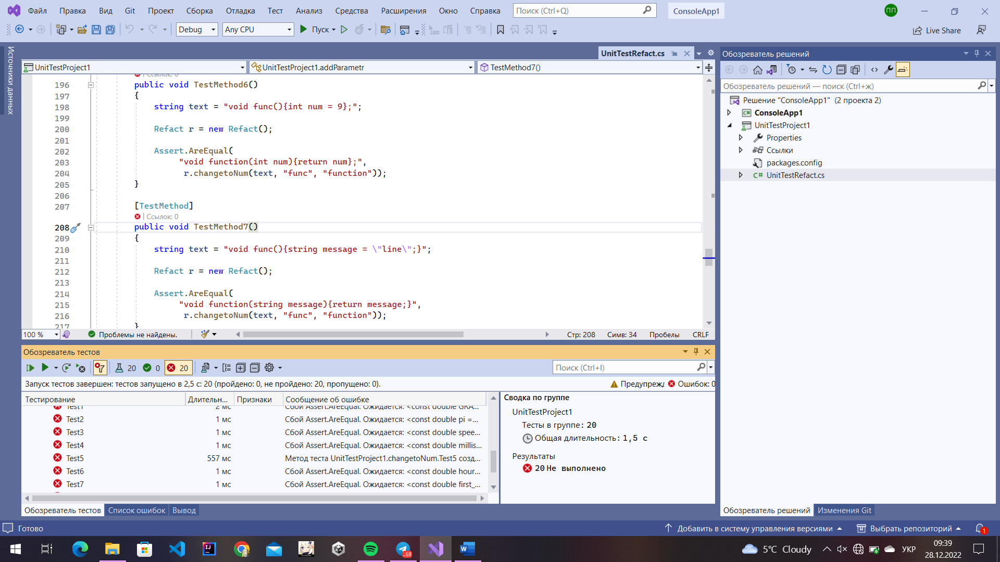 Файл Правка Вид Git Проект Сборка Отладка Тест Анализ Средства Расширения Окно Справка Поиск (Ctrl+Q) ConsoleApp1 ПП
Debug Any CPU Пуск Live Share
Источники данных
UnitTestRefact.cs
UnitTestProject1 UnitTestProject1.addParametr TestMethod7()
Ссылок: 0
196 public void TestMethod6()
197 {
198 string text = "void func(){int num = 9};";
199
200 Refact r = new Refact();
201
202 Assert.AreEqual(
203 "void function(int num){return num};",
204 r.changetoNum(text, "func", "function"));
205 }
206
207 [TestMethod]
Ссылок: 0
208 public void TestMethod7()
209 {
210 string text = "void func(){string message = \"line\";}";
211
212 Refact r = new Refact();
213
214 Assert.AreEqual(
215 "void function(string message){return message;}",
216 r.changetoNum(text, "func", "function"));
217 }
100 % Проблемы не найдены. Стр: 208 Симв: 34 Пробелы CRLF
Обозреватель тестов
20 0 20 Поиск (Ctrl+I)
Запуск тестов завершен: тестов запущено в 2,5 с: 20 (пройдено: 0, не пройдено: 20, пропущено: 0). Предупреж Ошибок: 0
Тестирование Длительн... Признаки Сообщение об ошибке
Test1 2 мс Сбой Assert.AreEqual. Ожидается: <const double GRA...
Test2 1 мс Сбой Assert.AreEqual. Ожидается: <const double pi =...
Test3 1 мс Сбой Assert.AreEqual. Ожидается: <const double spee...
Test4 1 мс Сбой Assert.AreEqual. Ожидается: <const double millis...
Test5 557 мс Метод теста UnitTestProject1.changetoNum.Test5 созд...
Test6 1 мс Сбой Assert.AreEqual. Ожидается: <const double hour...
Test7 1 мс Сбой Assert.AreEqual. Ожидается: <const double first_...
Сводка по группе
UnitTestProject1
Тесты в группе: 20
Общая длительность: 1,5 с
Результаты
20 Не выполнено
Обозреватель тестов Список ошибок Вывод
Обозреватель решений
Обозреватель решений — поиск (Ctrl+ж)
Решение "ConsoleApp1" (2 проекта 2)
ConsoleApp1
UnitTestProject1
Properties
Ссылки
packages.config
C# UnitTestRefact.cs
Обозреватель решений Изменения Git
Готово Добавить в систему управления версиями Выбрать репозиторий 1
..68
5°C Cloudy УКР 09:39
28.12.2022